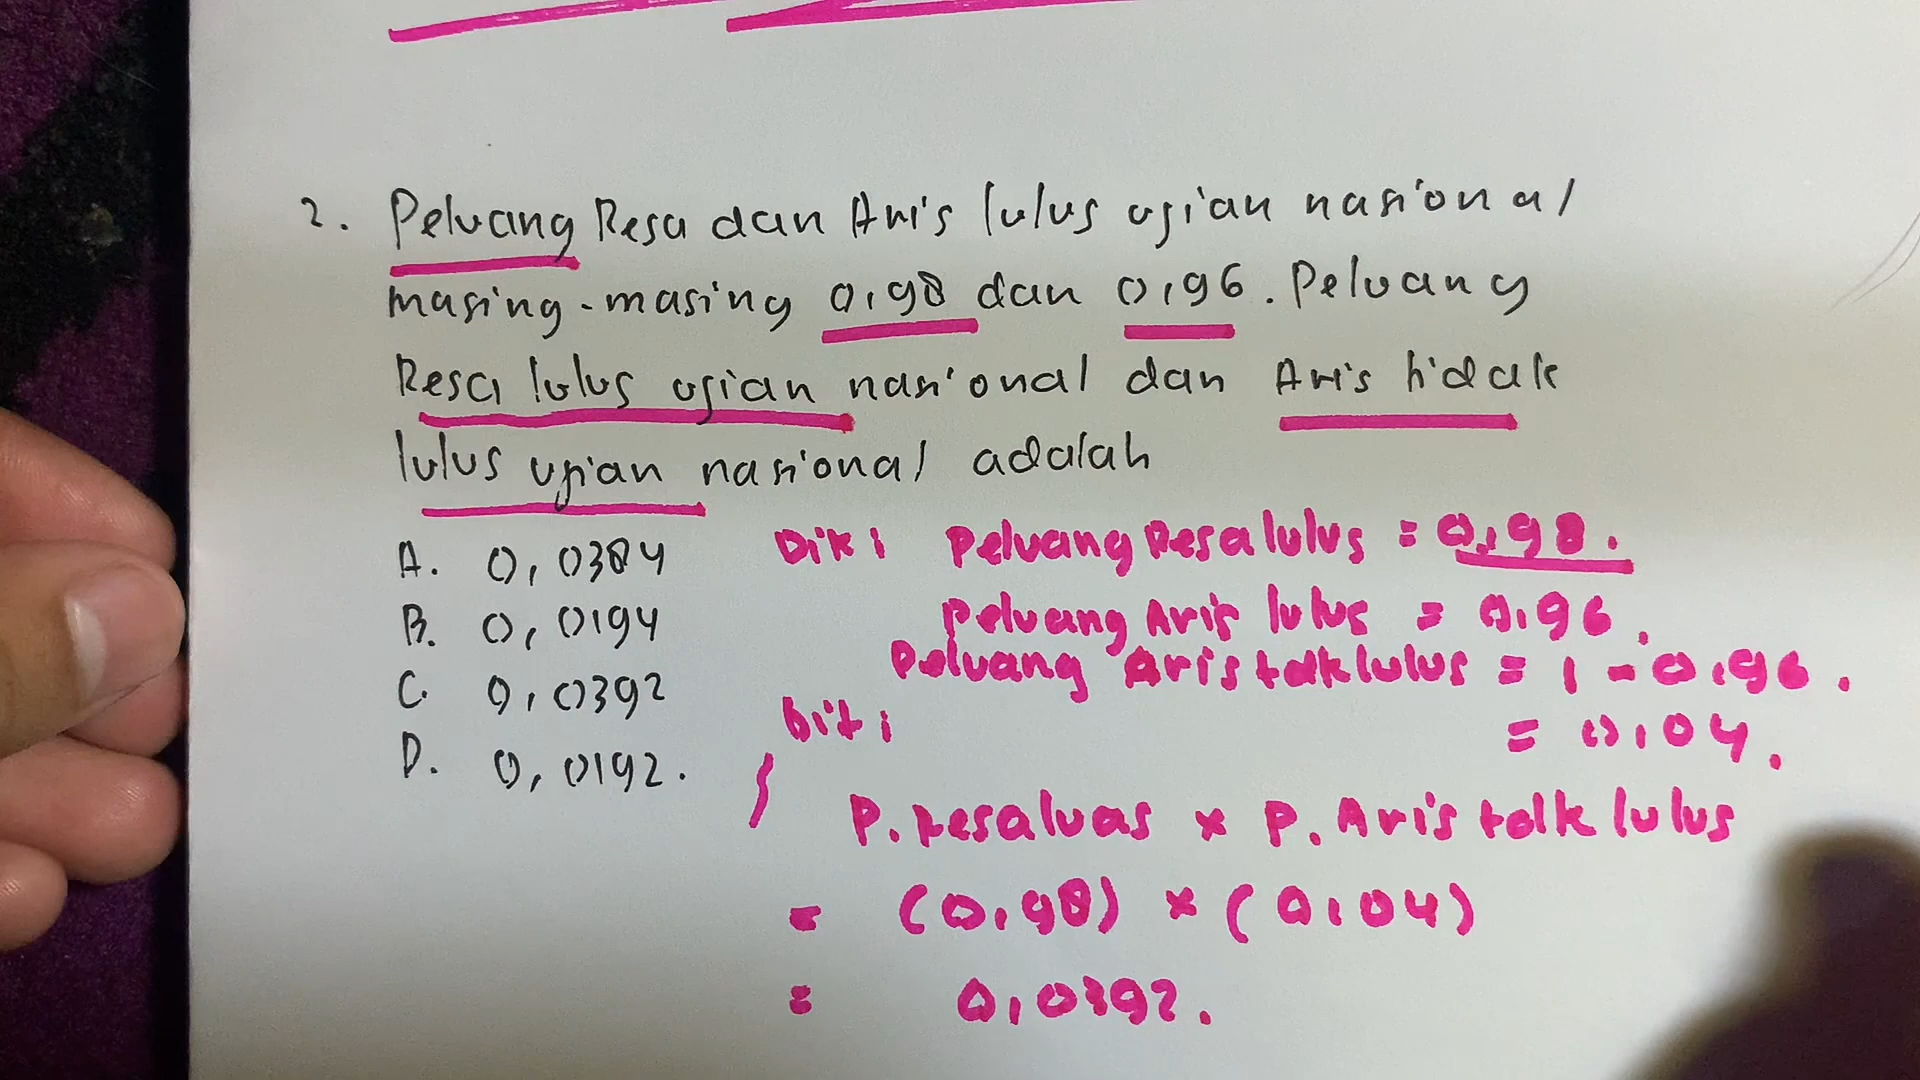 2. Peluang Resa dan Aris lulus ujian nasional
masing-masing 0,98 dan 0,96. Peluang
Resa lulus ujian nasional dan Aris tidak
lulus ujian nasional adalah
A. 0,0384
B. 0,0194
C. 0,0392
D. 0,0192.
Dik: Peluang Resa lulus = 0,98.
Peluang Aris lulus = 0,96.
Peluang Aris tdk lulus = 1 - 0,96.
= 0,04.
Dit:
P. resa luas x P. Aris tdk lulus
= (0,98) x (0,04)
= 0,0392.